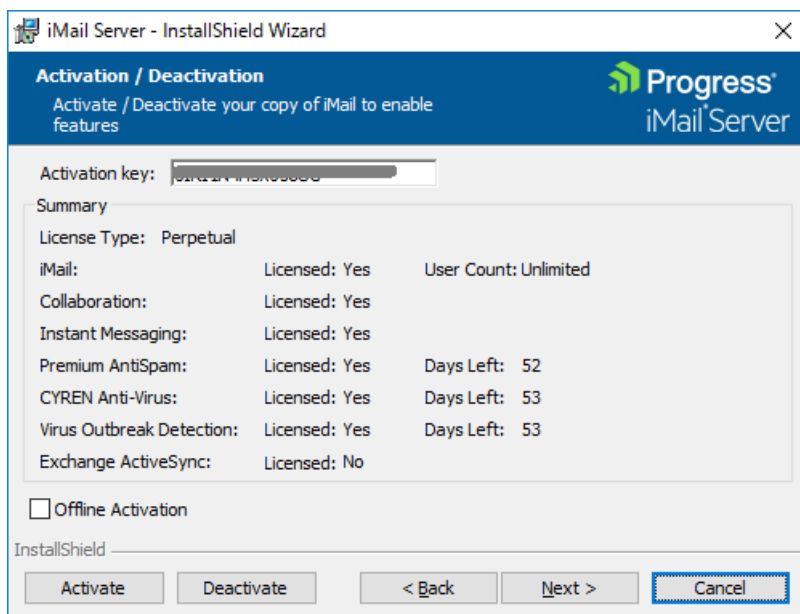 iMail Server - InstallShield Wizard
Activation / Deactivation
Activate / Deactivate your copy of iMail to enable
features
Progress®
iMail® Server
Activation key:
Summary
License Type: Perpetual
iMail: Licensed: Yes User Count: Unlimited
Collaboration: Licensed: Yes
Instant Messaging: Licensed: Yes
Premium AntiSpam: Licensed: Yes Days Left: 52
CYREN Anti-Virus: Licensed: Yes Days Left: 53
Virus Outbreak Detection: Licensed: Yes Days Left: 53
Exchange ActiveSync: Licensed: No
Offline Activation
InstallShield
Activate Deactivate < Back Next > Cancel